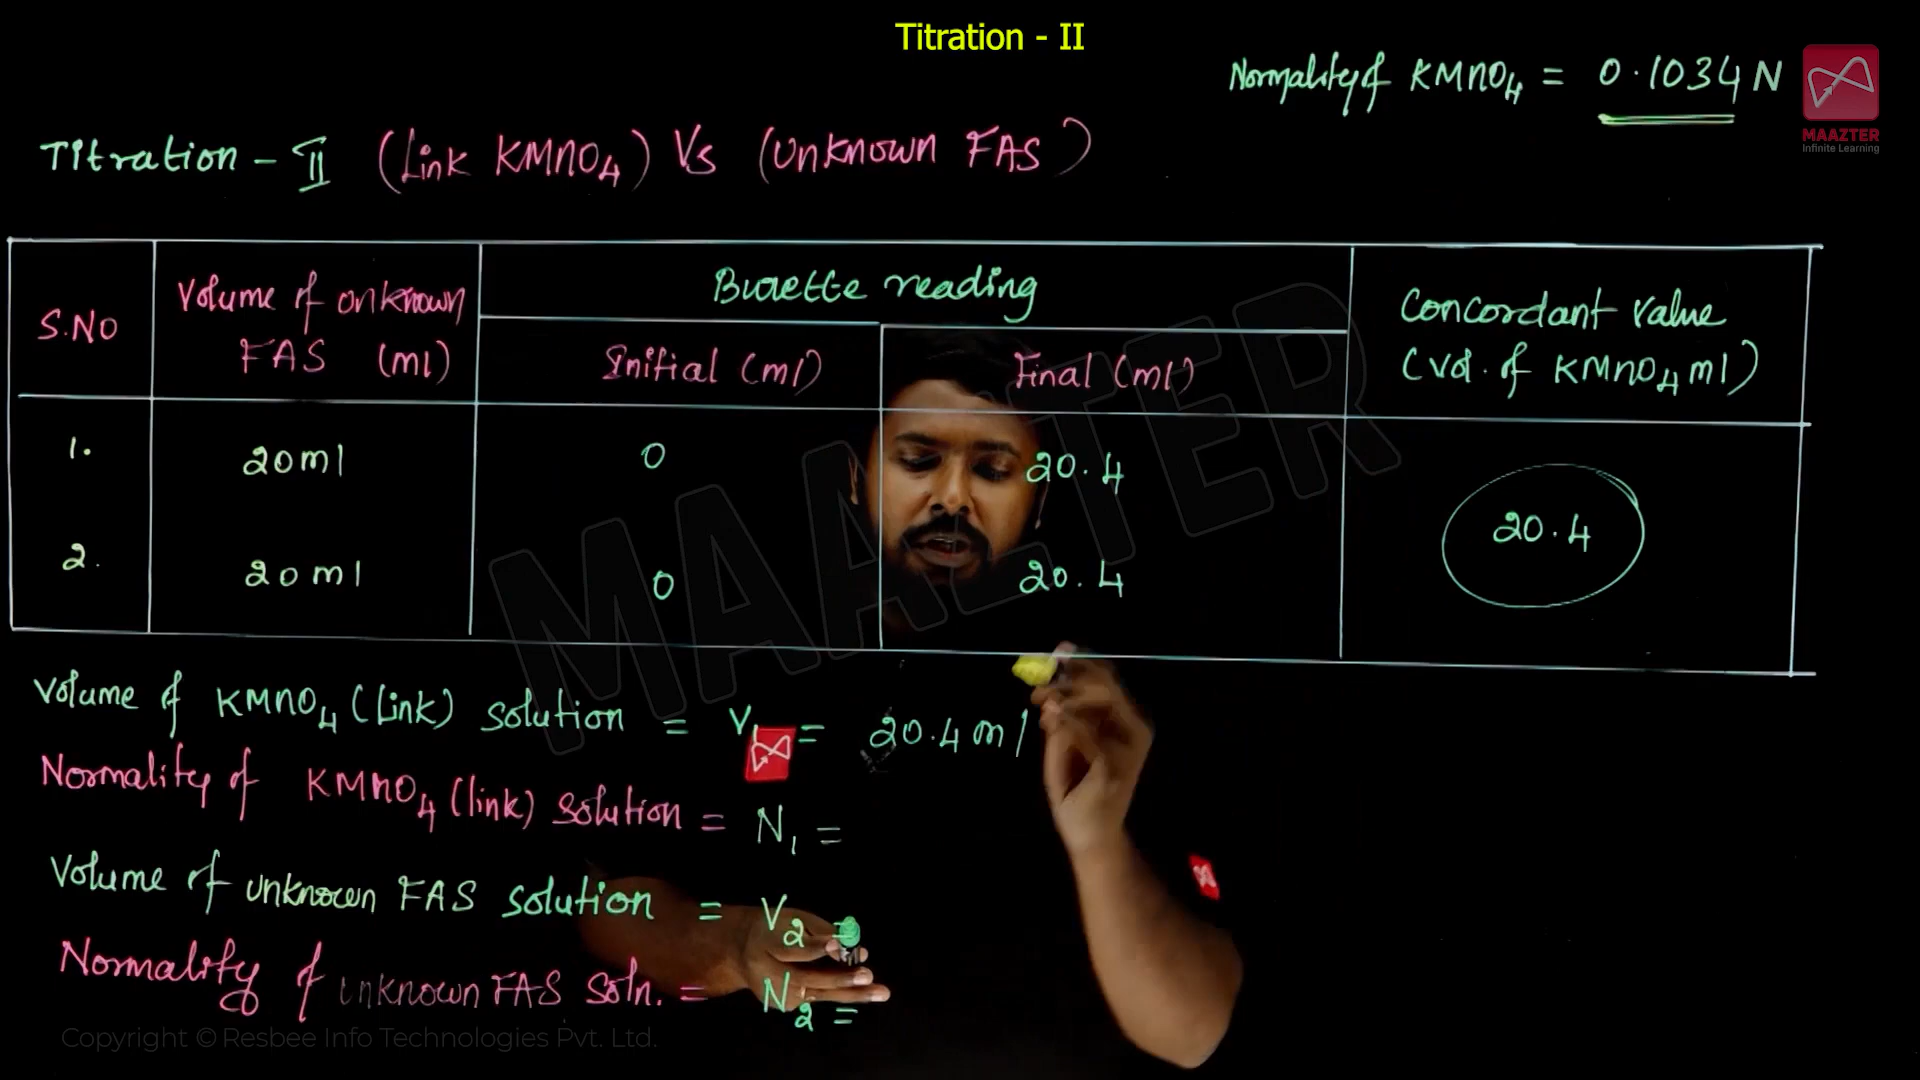 Titration - II
Normality of KMnO4 = 0.1034 N
MAAZTER
Infinite Learning
Titration - II (Link KMnO4) Vs (Unknown FAS)
S.NO
Volume of unknown FAS (ml)
Burette reading
Initial (ml)
Final (ml)
Concordant value (Vol. of KMnO4 ml)
1. 20ml 0 20.4
20.4
2. 20ml 0 20.4
MAAZTER
Volume of KMnO4 (Link) solution = V1 = 20.4 ml
Normality of KMnO4 (link) solution = N1 =
Volume of unknown FAS solution = V2 =
Normality of unknown FAS soln. = N2 =
Copyright © Resbee Info Technologies Pvt. Ltd.